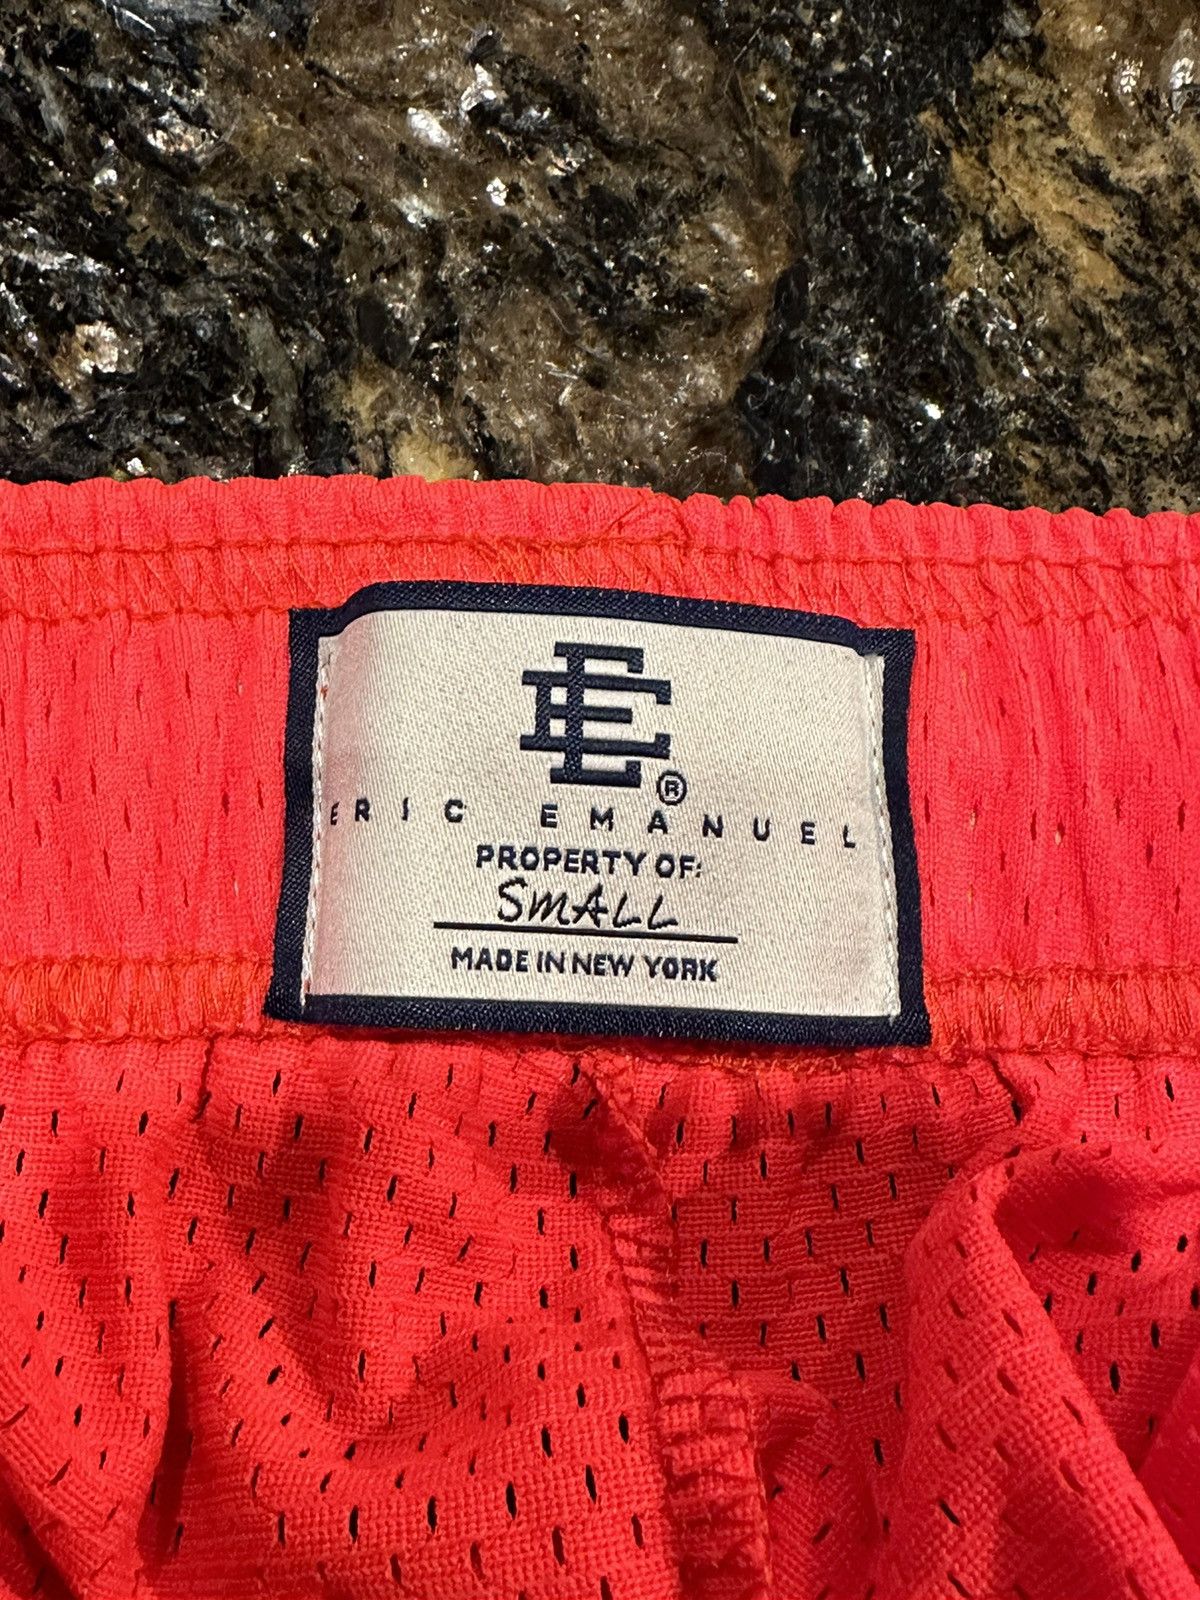 EE®
ERIC EMANUEL
PROPERTY OF:
SMALL
MADE IN NEW YORK